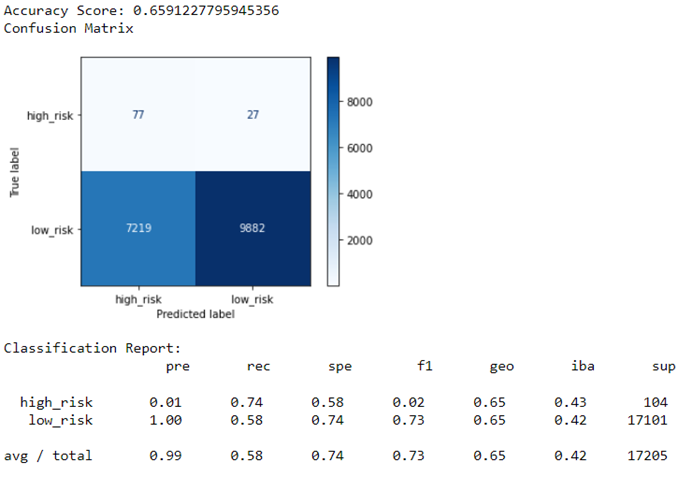 Accuracy Score: 0.6591227795945356
Confusion Matrix
high_risk 77 27 8000
6000
True label
4000
low_risk 7219 9882
2000
high_risk low_risk
Predicted label
Classification Report:
pre rec spe f1 geo iba sup
high_risk 0.01 0.74 0.58 0.02 0.65 0.43 104
low_risk 1.00 0.58 0.74 0.73 0.65 0.42 17101
avg / total 0.99 0.58 0.74 0.73 0.65 0.42 17205